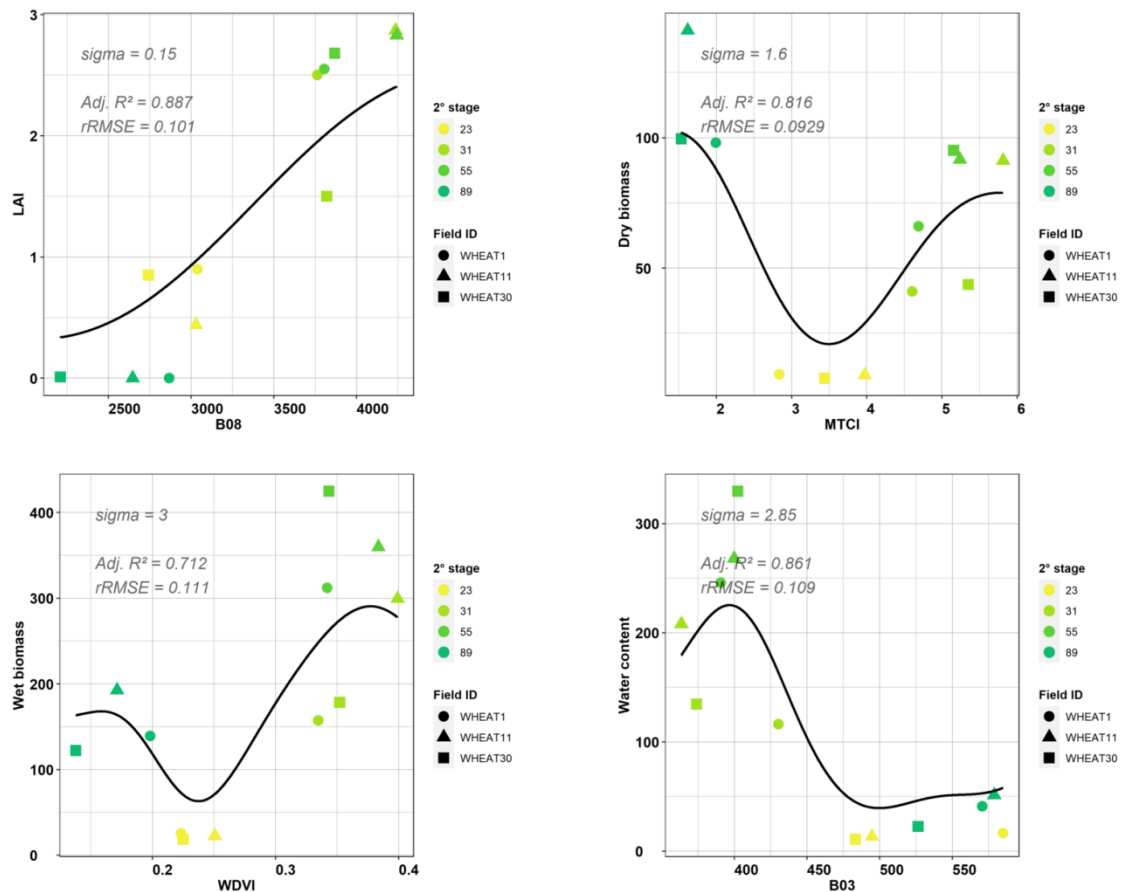 3
2
1
0
LAI
sigma = 0.15
Adj. R² = 0.887
rRMSE = 0.101
2500 3000 3500 4000
B08
2° stage
23
31
55
89
Field ID
WHEAT1
WHEAT11
WHEAT30
100
50
Dry biomass
sigma = 1.6
Adj. R² = 0.816
rRMSE = 0.0929
2 3 4 5 6
MTCI
2° stage
23
31
55
89
Field ID
WHEAT1
WHEAT11
WHEAT30
400
300
200
100
0
Wet biomass
sigma = 3
Adj. R² = 0.712
rRMSE = 0.111
0.2 0.3 0.4
WDVI
2° stage
23
31
55
89
Field ID
WHEAT1
WHEAT11
WHEAT30
300
200
100
0
Water content
sigma = 2.85
Adj. R² = 0.861
rRMSE = 0.109
400 450 500 550
B03
2° stage
23
31
55
89
Field ID
WHEAT1
WHEAT11
WHEAT30